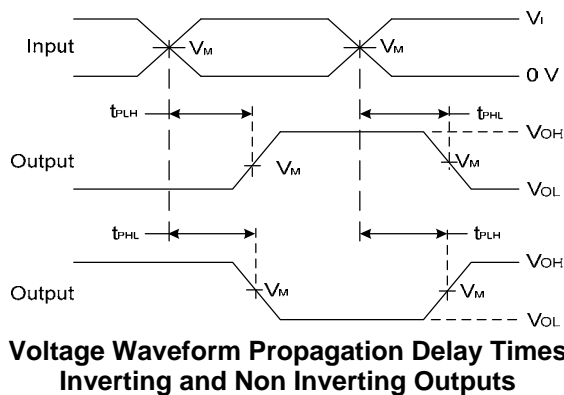 VI
Input
VM
VM
0 V
tPLH
tPHL
VOH
Output
VM
VM
VOL
tPHL
tPLH
VOH
Output
VM
VM
VOL
Voltage Waveform Propagation Delay Times
Inverting and Non Inverting Outputs